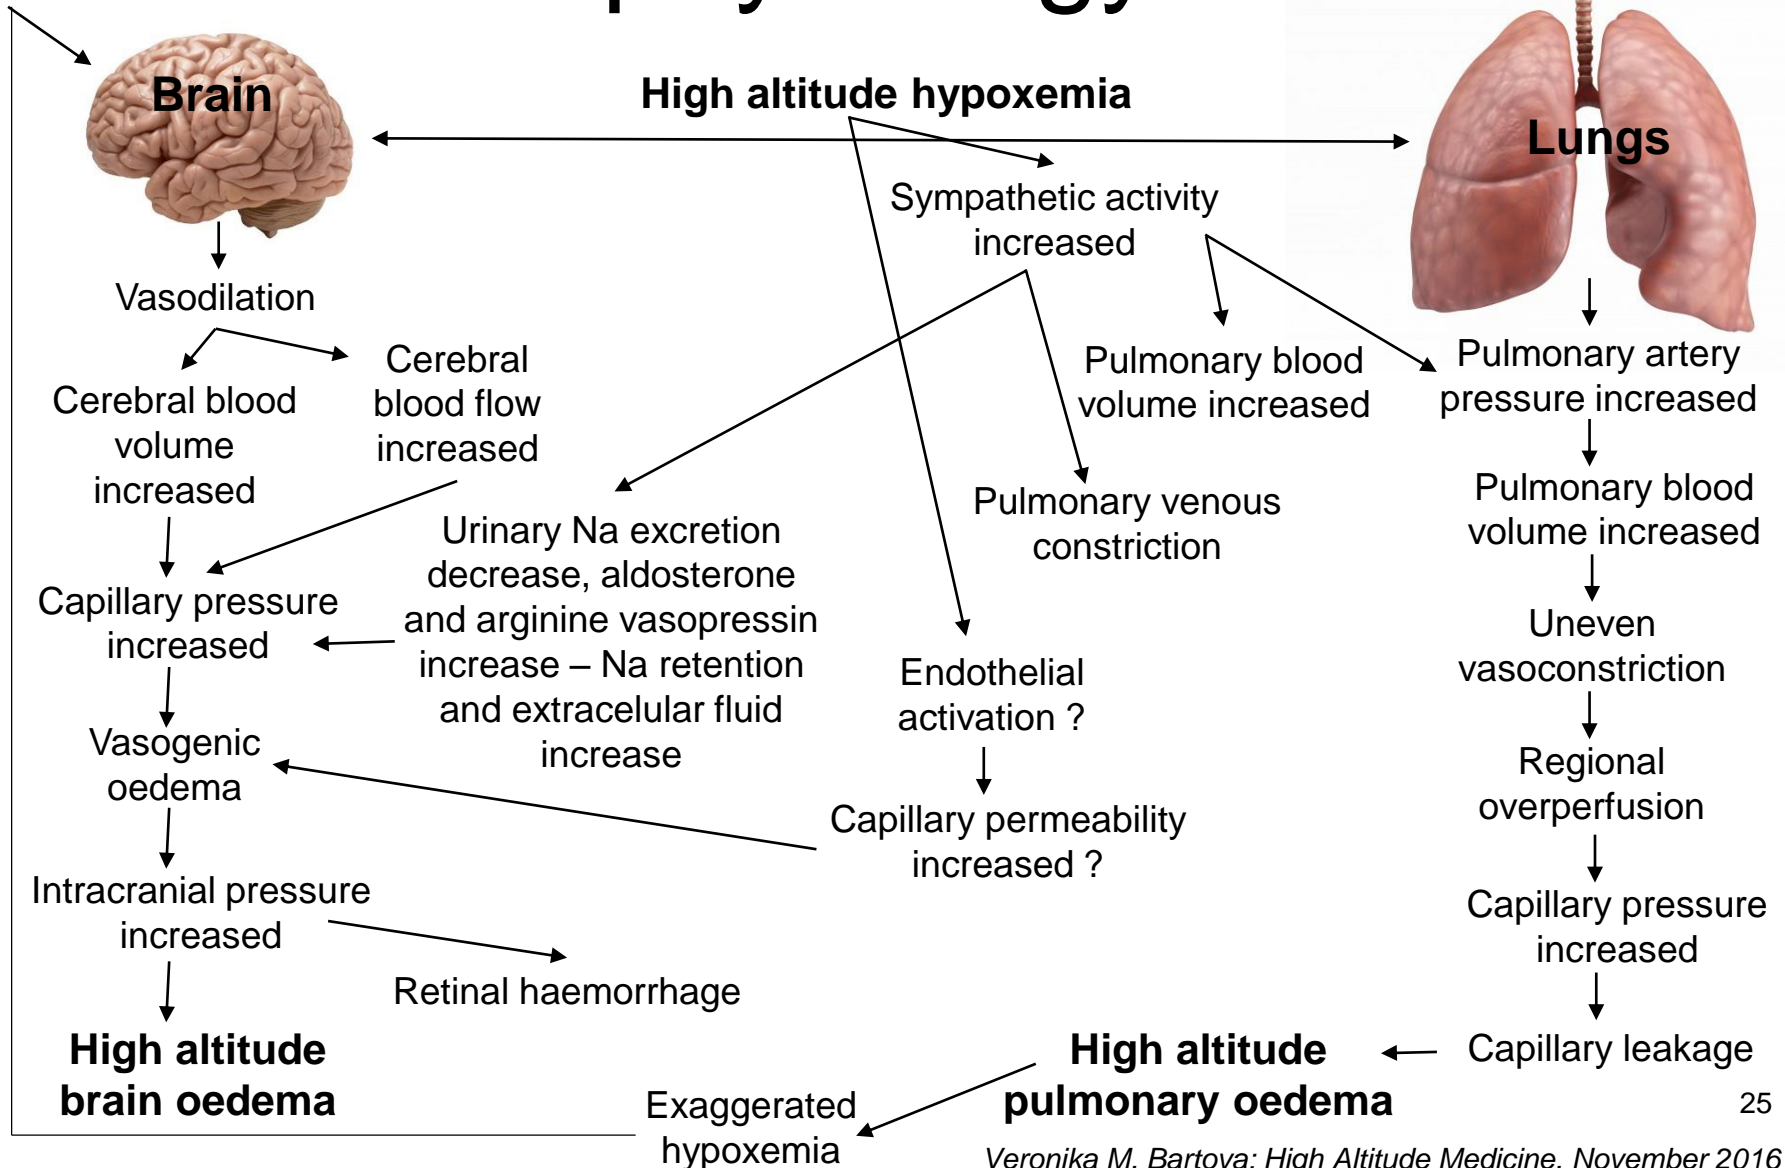 Brain
High altitude hypoxemia
Lungs
Sympathetic activity
increased
Vasodilation
Cerebral
blood flow
increased
Cerebral blood
volume
increased
Pulmonary blood
volume increased
Pulmonary artery
pressure increased
Pulmonary venous
constriction
Pulmonary blood
volume increased
Urinary Na excretion
decrease, aldosterone
and arginine vasopressin
increase – Na retention
and extracelular fluid
increase
Capillary pressure
increased
Uneven
vasoconstriction
Endothelial
activation ?
Vasogenic
oedema
Regional
overperfusion
Capillary permeability
increased ?
Intracranial pressure
increased
Capillary pressure
increased
Retinal haemorrhage
High altitude
brain oedema
High altitude
pulmonary oedema
Capillary leakage
Exaggerated
hypoxemia
25
Veronika M. Bartova: High Altitude Medicine, November 2016